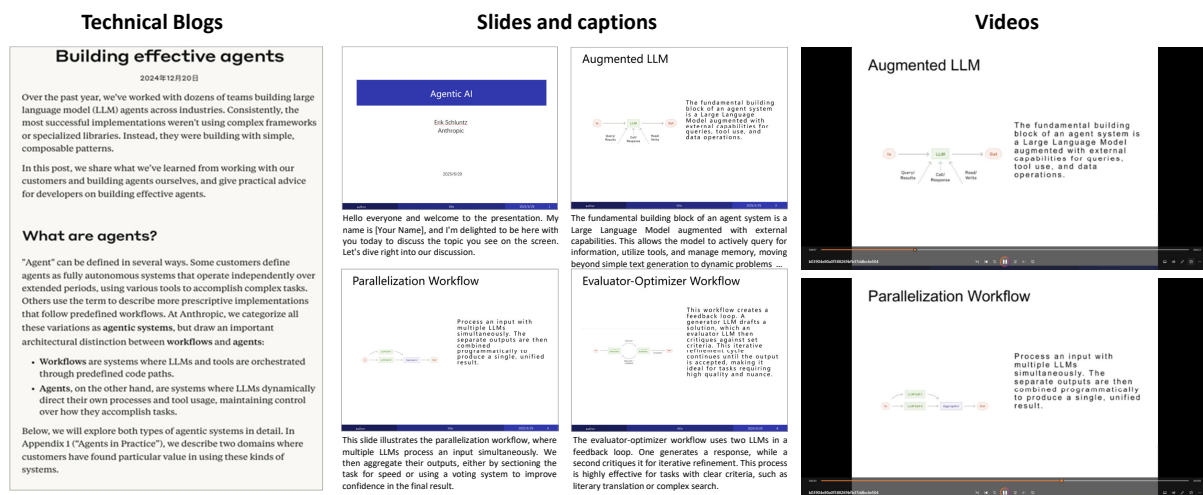 Technical Blogs
Building effective agents
2024年12月20日
Over the past year, we've worked with dozens of teams building large
language model (LLM) agents across industries. Consistently, the
most successful implementations weren't using complex frameworks
or specialized libraries. Instead, they were building with simple,
composable patterns.
In this post, we share what we've learned from working with our
customers and building agents ourselves, and give practical advice
for developers on building effective agents.
What are agents?
"Agent" can be defined in several ways. Some customers define
agents as fully autonomous systems that operate independently over
extended periods, using various tools to accomplish complex tasks.
Others use the term to describe more prescriptive implementations
that follow predefined workflows. At Anthropic, we categorize all
these variations as agentic systems, but draw an important
architectural distinction between workflows and agents:
• Workflows are systems where LLMs and tools are orchestrated
through predefined code paths.
• Agents, on the other hand, are systems where LLMs dynamically
direct their own processes and tool usage, maintaining control
over how they accomplish tasks.
Below, we will explore both types of agentic systems in detail. In
Appendix 1 ("Agents in Practice"), we describe two domains where
customers have found particular value in using these kinds of
systems.
Slides and captions
Agentic AI
Erik Schluntz
Anthropic
2025/9/29
Hello everyone and welcome to the presentation. My
name is [Your Name], and I'm delighted to be here with
you today to discuss the topic you see on the screen.
Let's dive right into our discussion.
Augmented LLM
The fundamental building
block of an agent system
is a Large Language
Model augmented with
external capabilities for
queries, tool use, and
data operations.
In
LLM
Out
Query/
Results
Call/
Response
Read/
Write
The fundamental building block of an agent system is a
Large Language Model augmented with external
capabilities. This allows the model to actively query for
information, utilize tools, and manage memory, moving
beyond simple text generation to dynamic problems ...
Parallelization Workflow
Process an input with
multiple LLMs
simultaneously. The
separate outputs are then
combined
programmatically to
produce a single, unified
result.
This slide illustrates the parallelization workflow, where
multiple LLMs process an input simultaneously. We
then aggregate their outputs, either by sectioning the
task for speed or using a voting system to improve
confidence in the final result.
Evaluator-Optimizer Workflow
This workflow creates a
feedback loop. A
generator LLM drafts a
solution, which an
evaluator LLM then
critiques against set
criteria. This iterative
refinement cycle
continues until the output
is accepted, making it
ideal for tasks requiring
high quality and nuance.
The evaluator-optimizer workflow uses two LLMs in a
feedback loop. One generates a response, while a
second critiques it for iterative refinement. This process
is highly effective for tasks with clear criteria, such as
literary translation or complex search.
Videos
Augmented LLM
The fundamental building
block of an agent system is
a Large Language Model
augmented with external
capabilities for queries,
tool use, and data
operations.
In
LLM
Out
Query/
Results
Call/
Response
Read/
Write
Parallelization Workflow
Process an input with
multiple LLMs
simultaneously. The
separate outputs are then
combined programmatically
to produce a single, unified
result.
In
Aggregator
Out